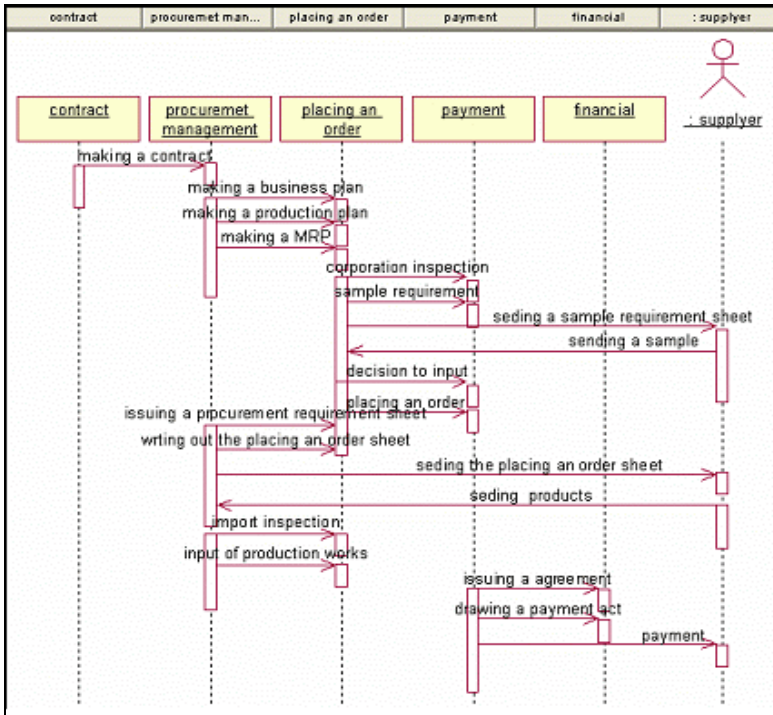 contract procuremet man... placing an order payment financial : supplyer
contract procuremet placing an payment financial
management order : supplyer
making a contract
making a business plan
making a production plan
making a MRP
corporation inspection
sample requirement
seding a sample requirement sheet
sending a sample
decision to input
placing an order
issuing a procurement requirement sheet
wrting out the placing an order sheet
seding the placing an order sheet
seding products
import inspection
input of production works
issuing a agreement
drawing a payment act
payment